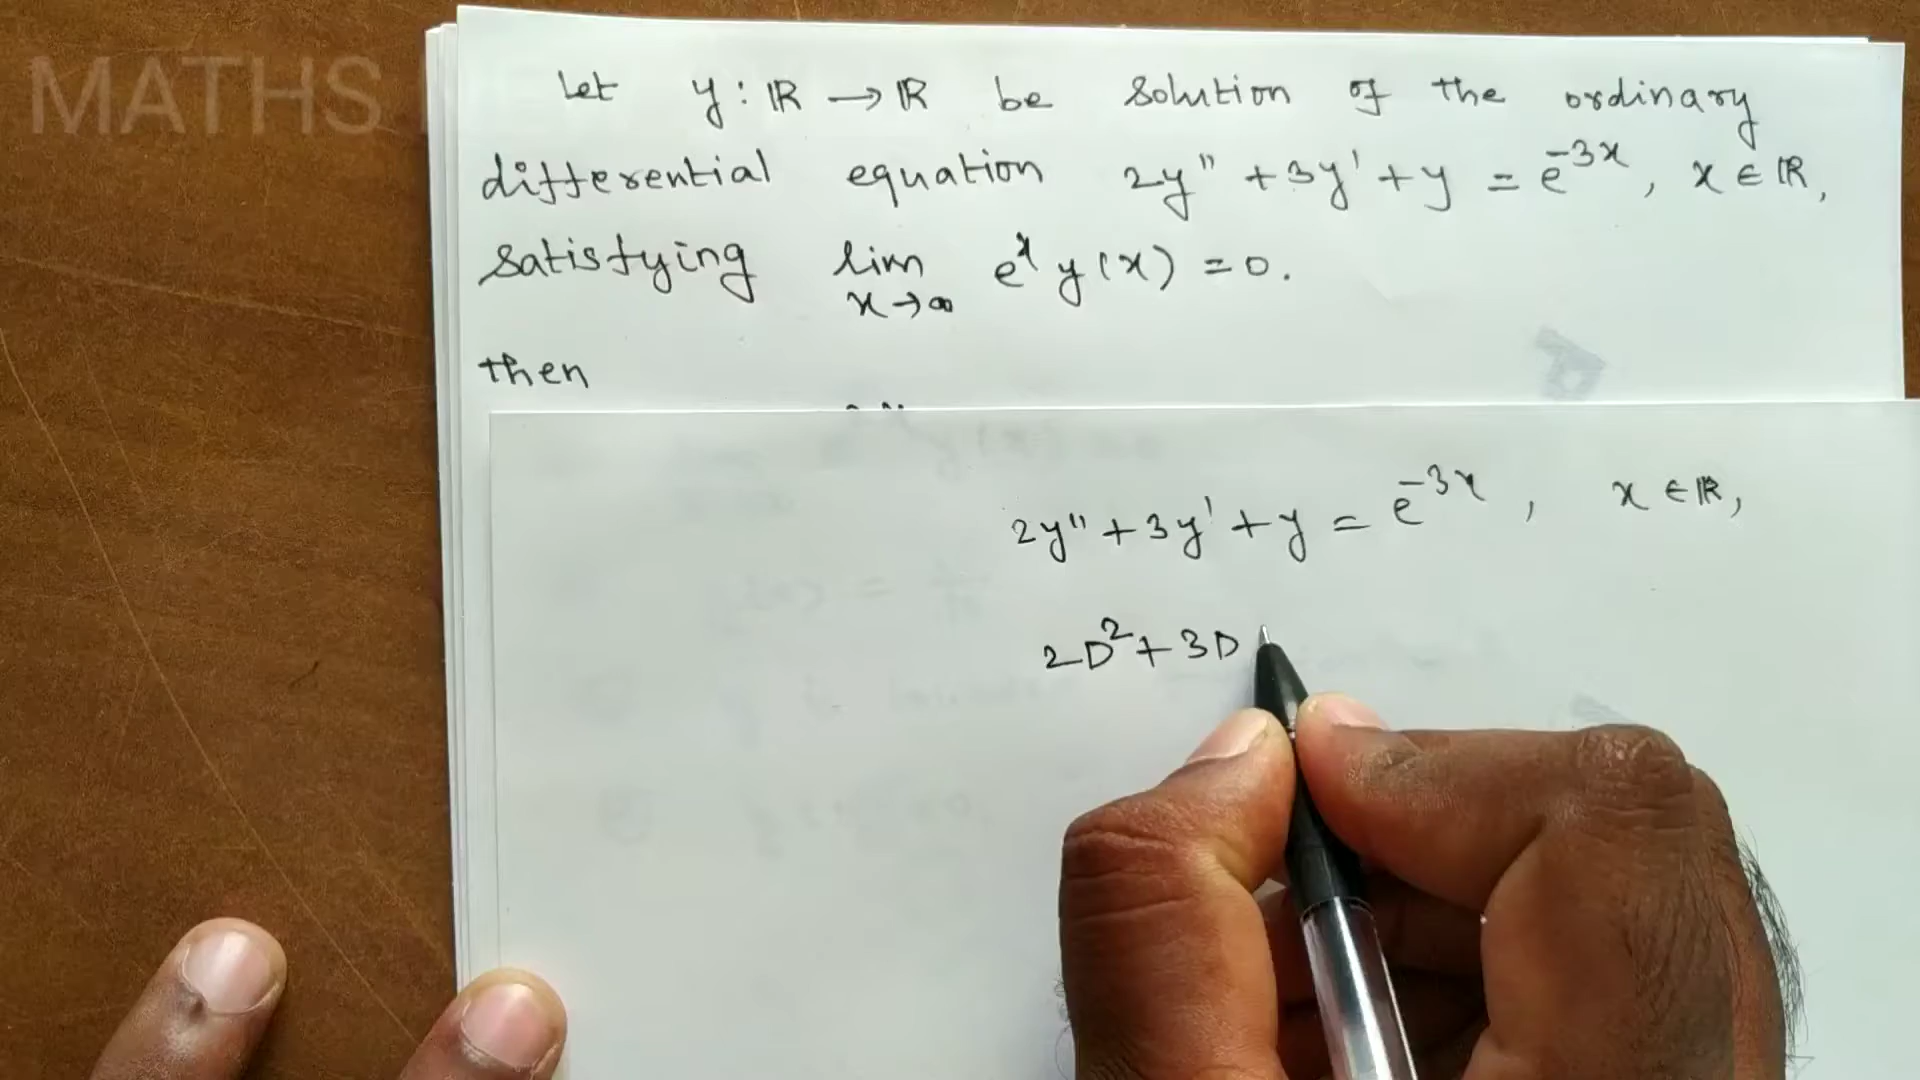 MATHS
Let y : ℝ → ℝ be solution of the ordinary
differential equation 2y'' + 3y' + y = e^{-3x}, x ∈ ℝ,
satisfying lim_{x→∞} e^x y(x) = 0.
then
2y'' + 3y' + y = e^{-3x}, x ∈ ℝ,
2D² + 3D